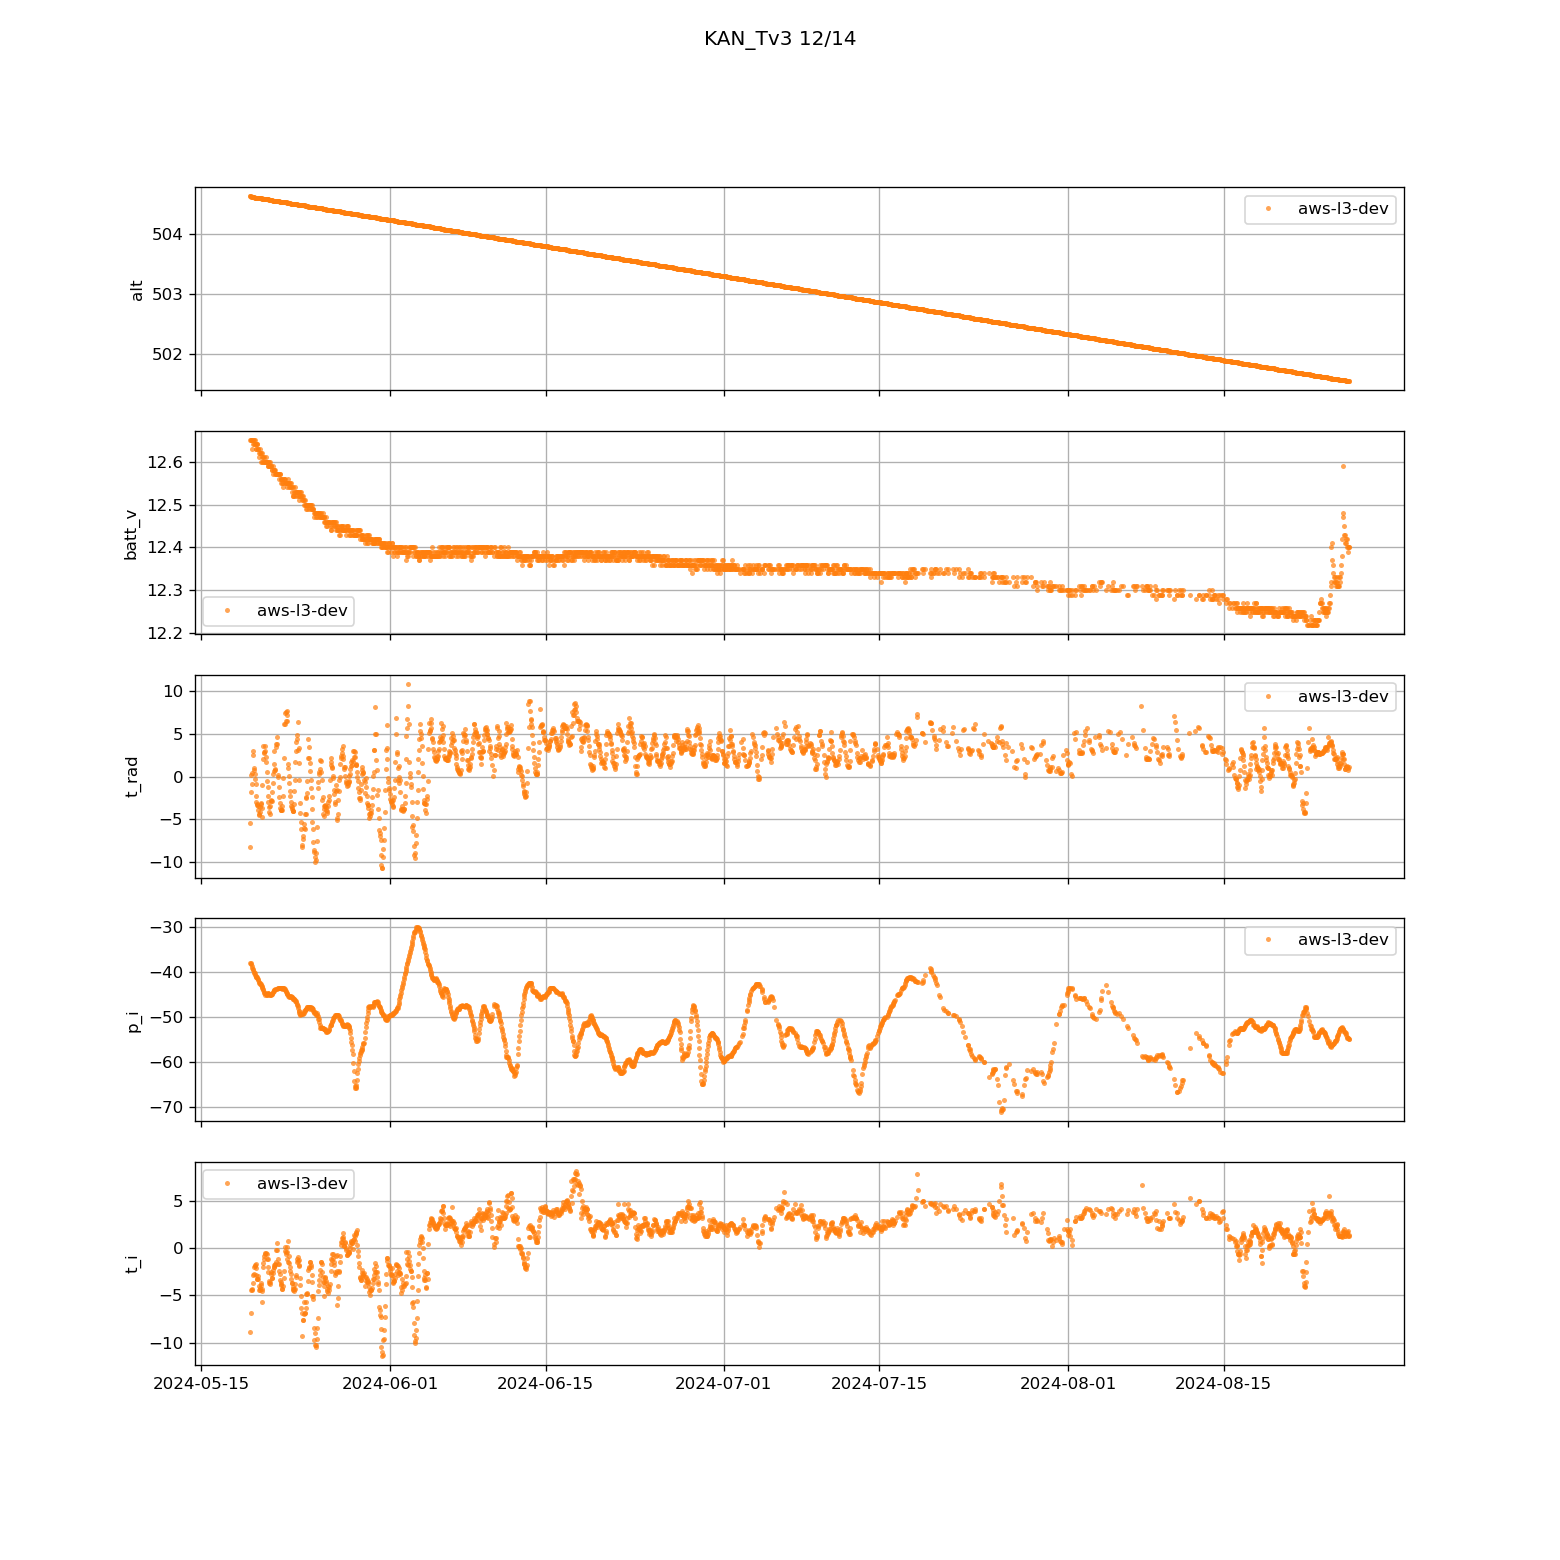 KAN_Tv3 12/14
504
503
502
alt
aws-l3-dev
12.6
12.5
12.4
12.3
12.2
batt_v
aws-l3-dev
10
5
0
−5
−10
t_rad
aws-l3-dev
−30
−40
−50
−60
−70
p_i
aws-l3-dev
5
0
−5
−10
t_i
aws-l3-dev
2024-05-15 2024-06-01 2024-06-15 2024-07-01 2024-07-15 2024-08-01 2024-08-15